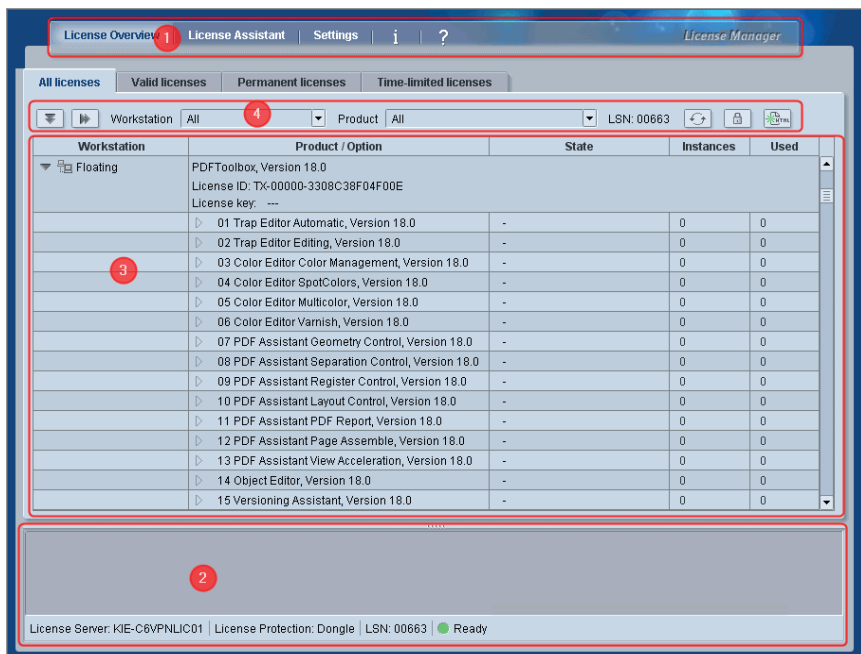 License Overview License Assistant Settings i ? License Manager
1
All licenses Valid licenses Permanent licenses Time-limited licenses
Workstation All 4 Product All LSN: 00663 HTML
Workstation Product / Option State Instances Used
Floating PDFToolbox, Version 18.0
License ID: TX-00000-3308C38F04F00E
License key: ---
01 Trap Editor Automatic, Version 18.0 - 0 0
02 Trap Editor Editing, Version 18.0 - 0 0
03 Color Editor Color Management, Version 18.0 - 0 0
3
04 Color Editor SpotColors, Version 18.0 - 0 0
05 Color Editor Multicolor, Version 18.0 - 0 0
06 Color Editor Varnish, Version 18.0 - 0 0
07 PDF Assistant Geometry Control, Version 18.0 - 0 0
08 PDF Assistant Separation Control, Version 18.0 - 0 0
09 PDF Assistant Register Control, Version 18.0 - 0 0
10 PDF Assistant Layout Control, Version 18.0 - 0 0
11 PDF Assistant PDF Report, Version 18.0 - 0 0
12 PDF Assistant Page Assemble, Version 18.0 - 0 0
13 PDF Assistant View Acceleration, Version 18.0 - 0 0
14 Object Editor, Version 18.0 - 0 0
15 Versioning Assistant, Version 18.0 - 0 0
2
License Server: KIE-C6VPNLIC01 License Protection: Dongle LSN: 00663 Ready